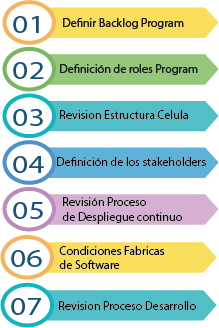 01 Definir Backlog Program
02 Definición de roles Program
03 Revision Estructura Celula
04 Definición de los stakeholders
05 Revisión Proceso
de Despliegue continuo
06 Condiciones Fabricas
de Software
07 Revision Proceso Desarrollo